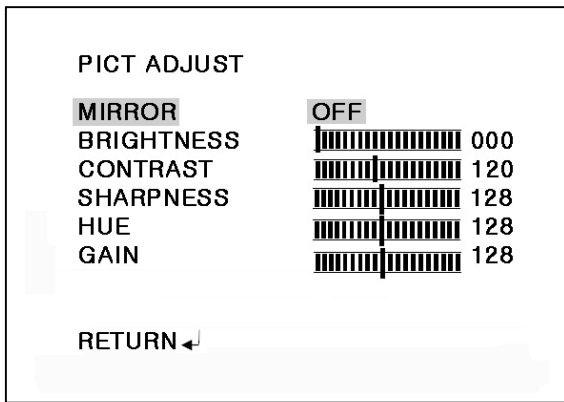 PICT ADJUST
MIRROR OFF
BRIGHTNESS 000
CONTRAST 120
SHARPNESS 128
HUE 128
GAIN 128
RETURN↲